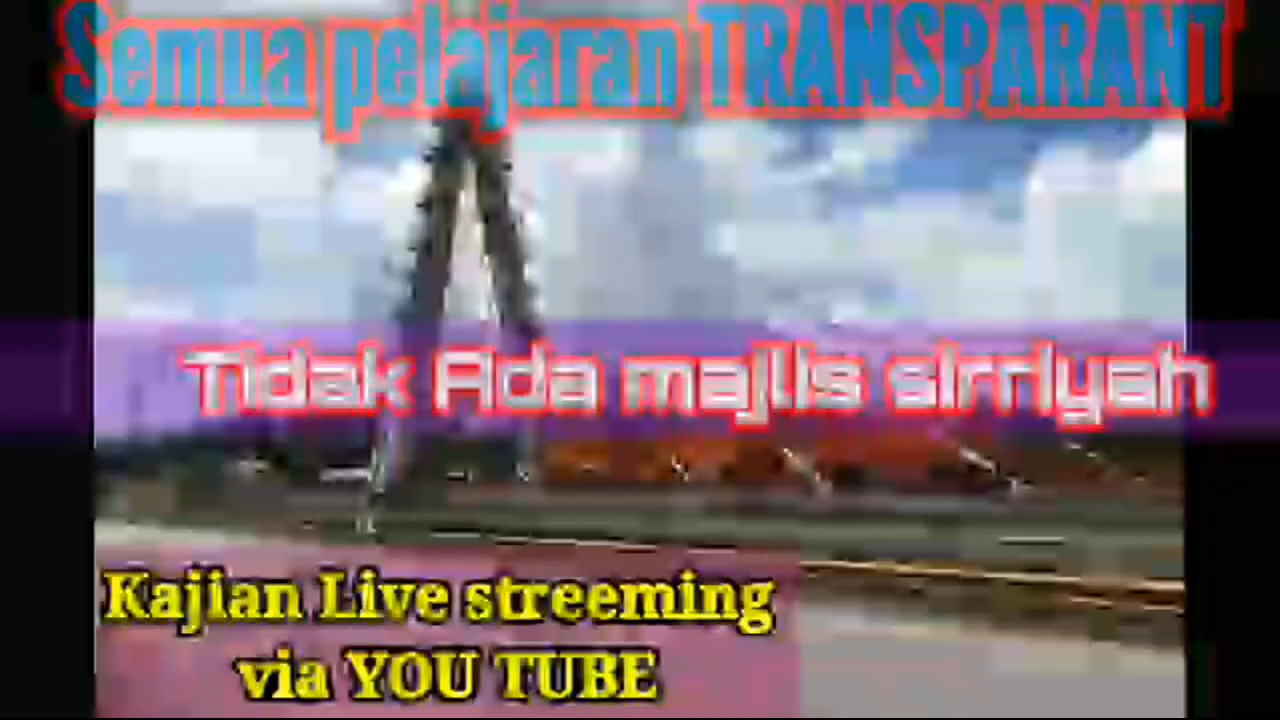 Semua pelajaran TRANSPARANT
Tidak Ada majlis sirriyah
Kajian Live streeming
via YOU TUBE